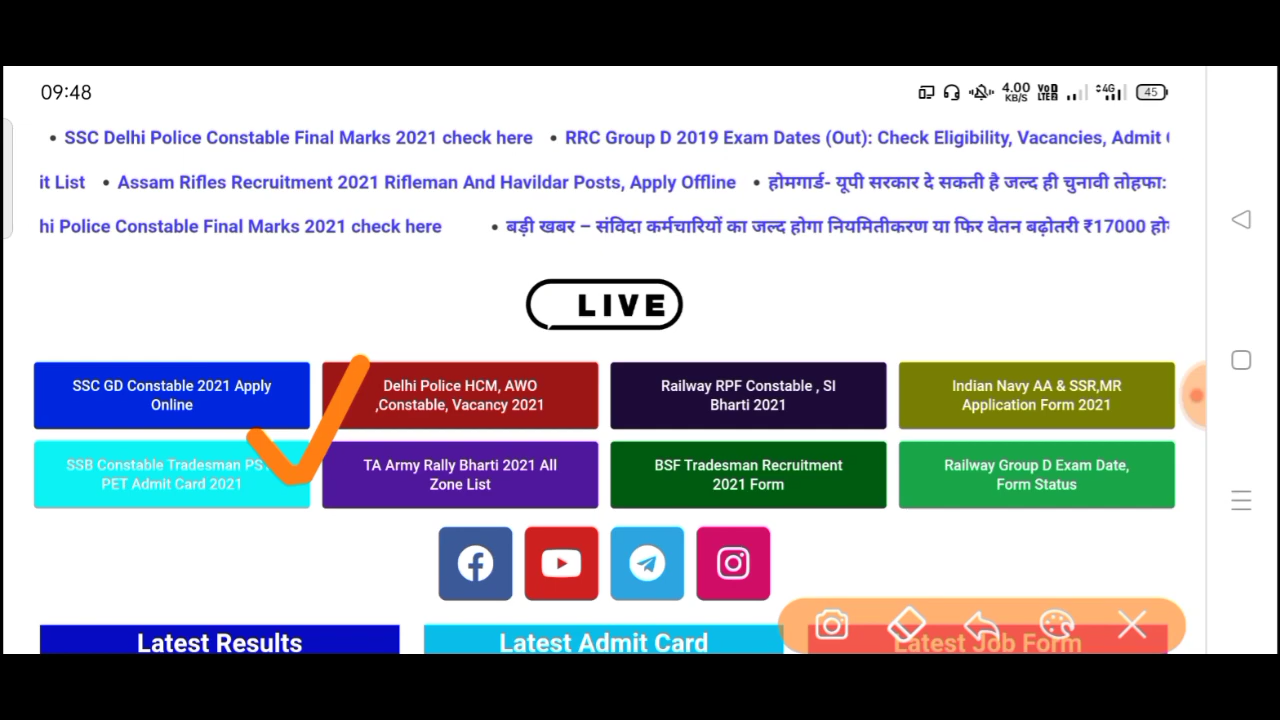 09:48
4.00
KB/S
VoD
LTE2
4G
45
• SSC Delhi Police Constable Final Marks 2021 check here • RRC Group D 2019 Exam Dates (Out): Check Eligibility, Vacancies, Admit
it List • Assam Rifles Recruitment 2021 Rifleman And Havildar Posts, Apply Offline • होमगार्ड- यूपी सरकार दे सकती है जल्द ही चुनावी तोहफा:
hi Police Constable Final Marks 2021 check here • बड़ी खबर – संविदा कर्मचारियों का जल्द होगा नियमितीकरण या फिर वेतन बढ़ोतरी ₹17000
LIVE
SSC GD Constable 2021 Apply
Online
Delhi Police HCM, AWO
,Constable, Vacancy 2021
Railway RPF Constable , SI
Bharti 2021
Indian Navy AA & SSR,MR
Application Form 2021
SSB Constable Tradesman
PET Admit Card 2021
TA Army Rally Bharti 2021 All
Zone List
BSF Tradesman Recruitment
2021 Form
Railway Group D Exam Date,
Form Status
Latest Results
Latest Admit Card
Latest Job Form